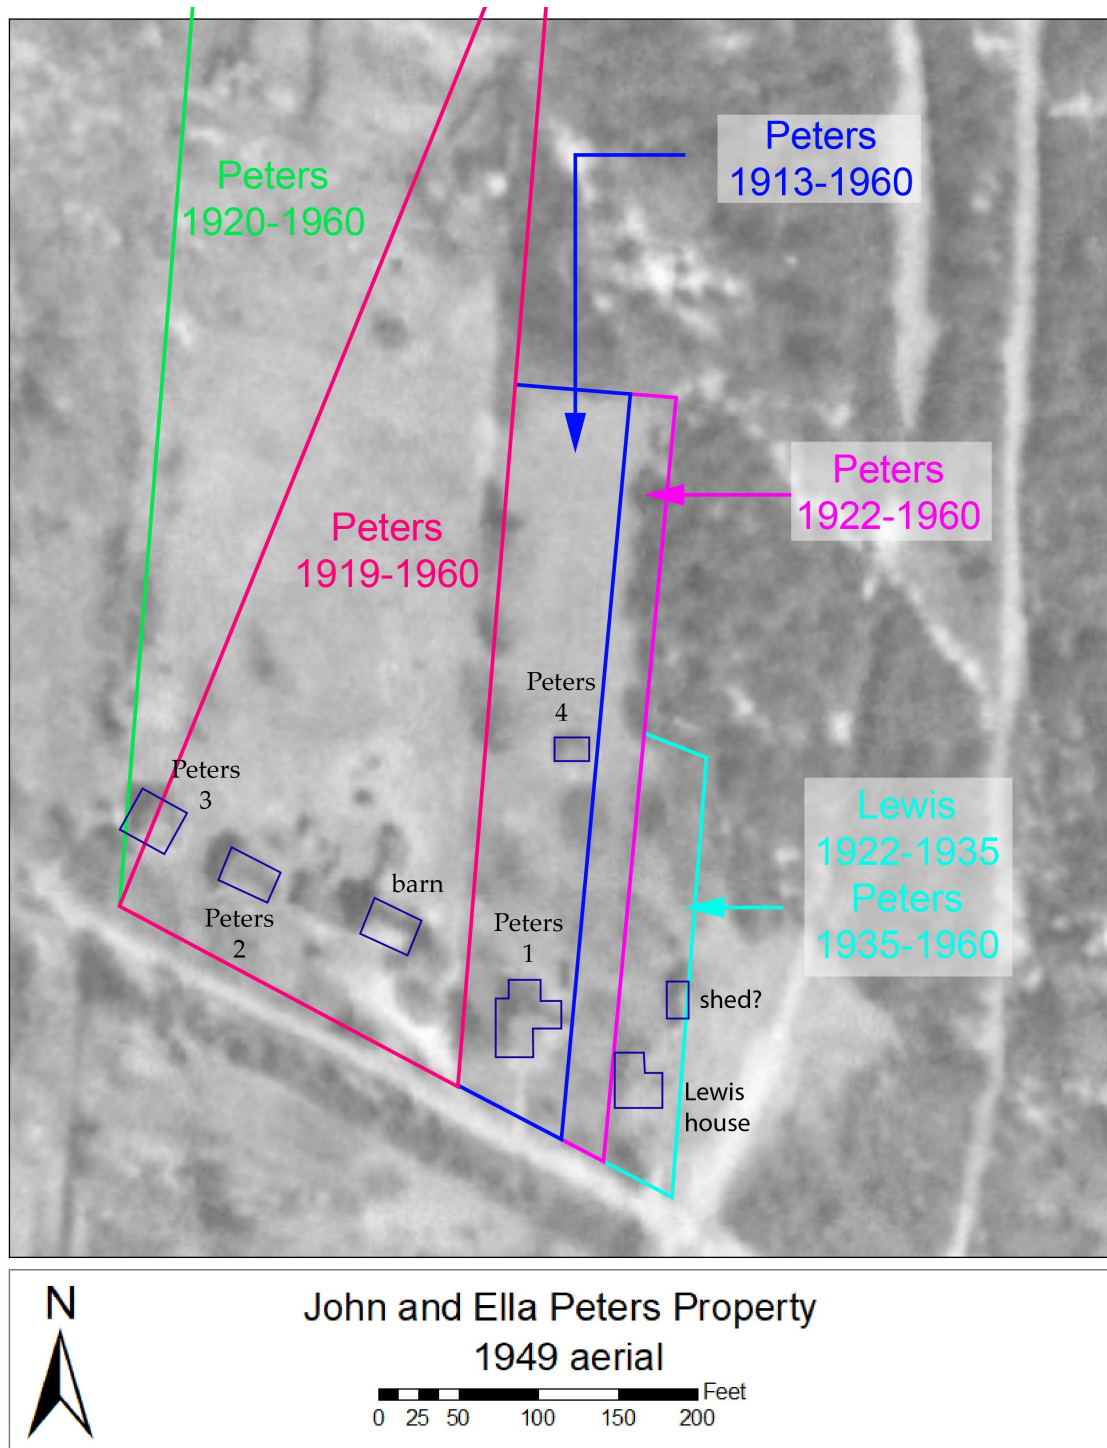 Peters
1913-1960
Peters
1920-1960
Peters
1922-1960
Peters
1919-1960
Peters
4
Peters
3
Lewis
1922-1935
Peters
1935-1960
barn
Peters
2
Peters
1
shed?
Lewis
house
N
John and Ella Peters Property
1949 aerial
Feet
0 25 50 100 150 200